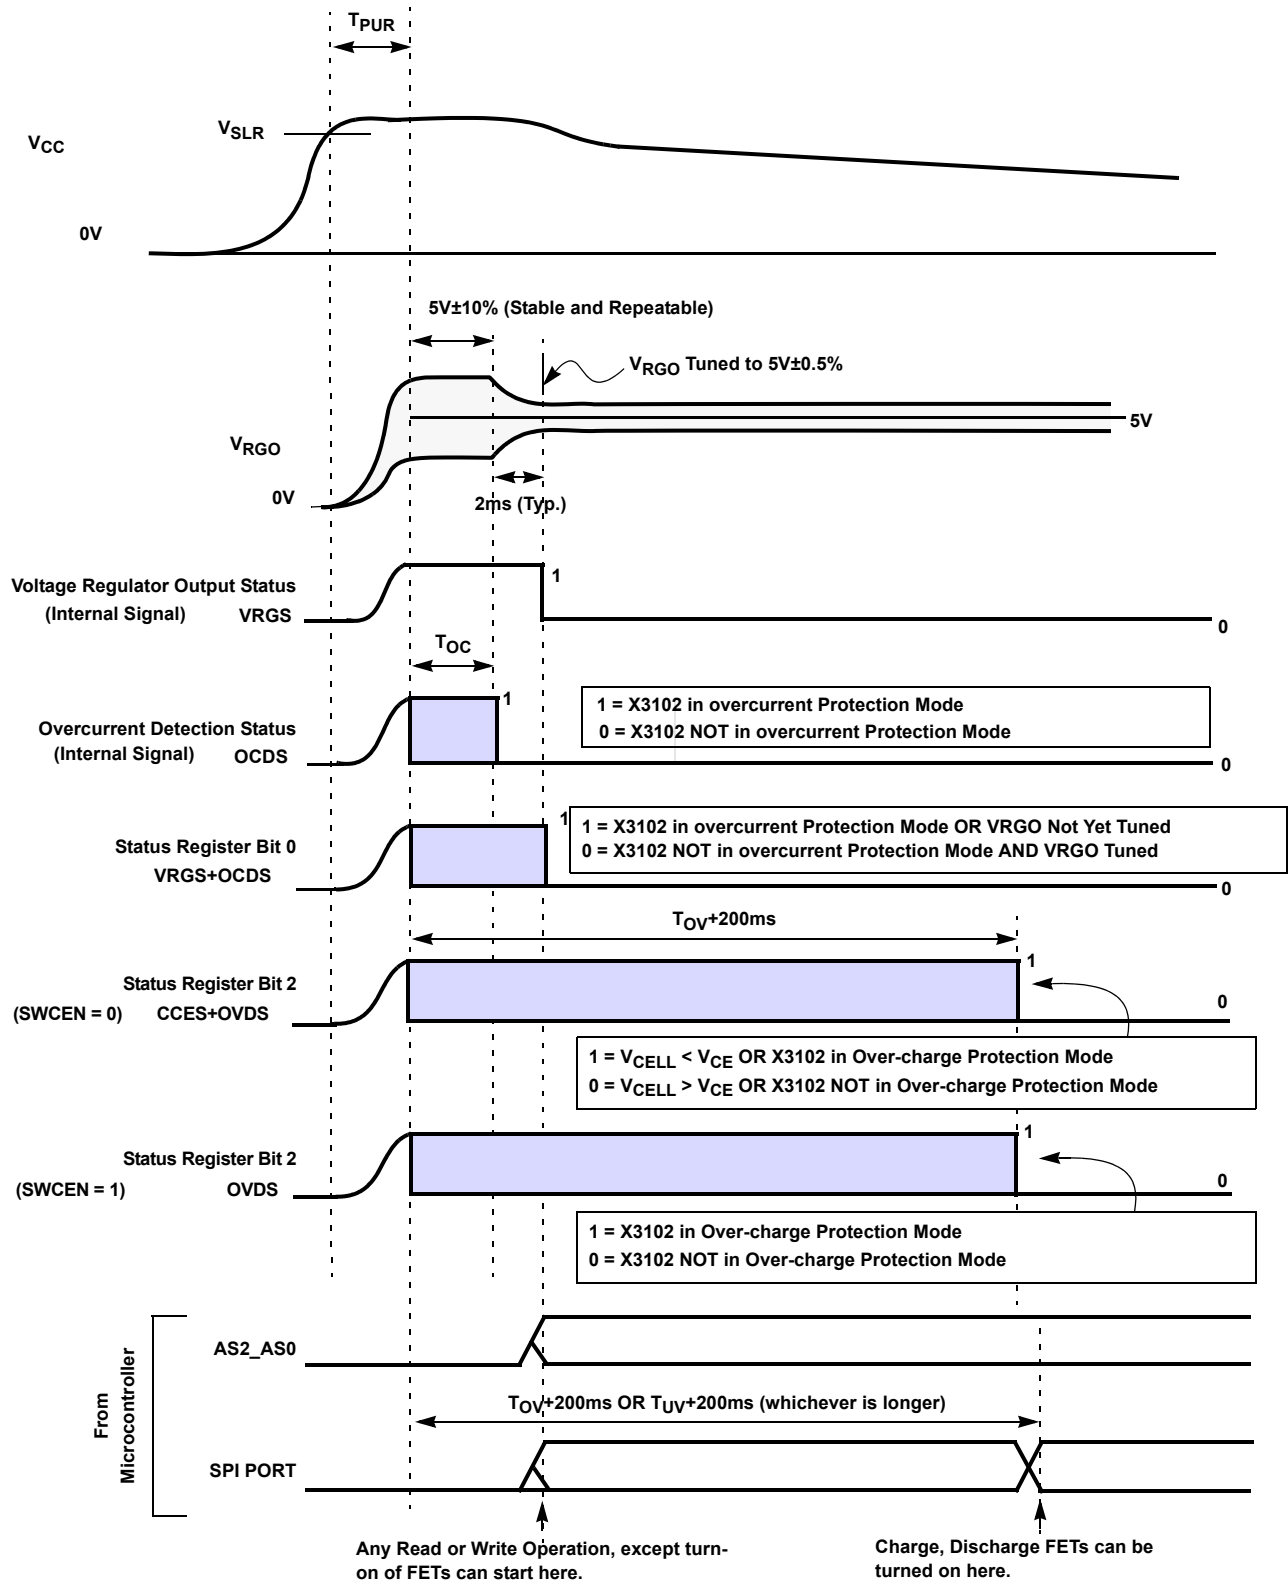 TPUR
VSLR
VCC
0V
5V±10% (Stable and Repeatable)
VRGO Tuned to 5V±0.5%
5V
VRGO
0V
2ms (Typ.)
Voltage Regulator Output Status
(Internal Signal) VRGS
1
0
TOC
Overcurrent Detection Status
(Internal Signal) OCDS
1
1 = X3102 in overcurrent Protection Mode
0 = X3102 NOT in overcurrent Protection Mode
0
Status Register Bit 0
VRGS+OCDS
1
1 = X3102 in overcurrent Protection Mode OR VRGO Not Yet Tuned
0 = X3102 NOT in overcurrent Protection Mode AND VRGO Tuned
0
TOV+200ms
Status Register Bit 2
(SWCEN = 0) CCES+OVDS
1
0
1 = VCELL < VCE OR X3102 in Over-charge Protection Mode
0 = VCELL > VCE OR X3102 NOT in Over-charge Protection Mode
Status Register Bit 2
(SWCEN = 1) OVDS
1
0
1 = X3102 in Over-charge Protection Mode
0 = X3102 NOT in Over-charge Protection Mode
From
Microcontroller
AS2_AS0
TOV+200ms OR TUV+200ms (whichever is longer)
SPI PORT
Any Read or Write Operation, except turn-
on of FETs can start here.
Charge, Discharge FETs can be
turned on here.